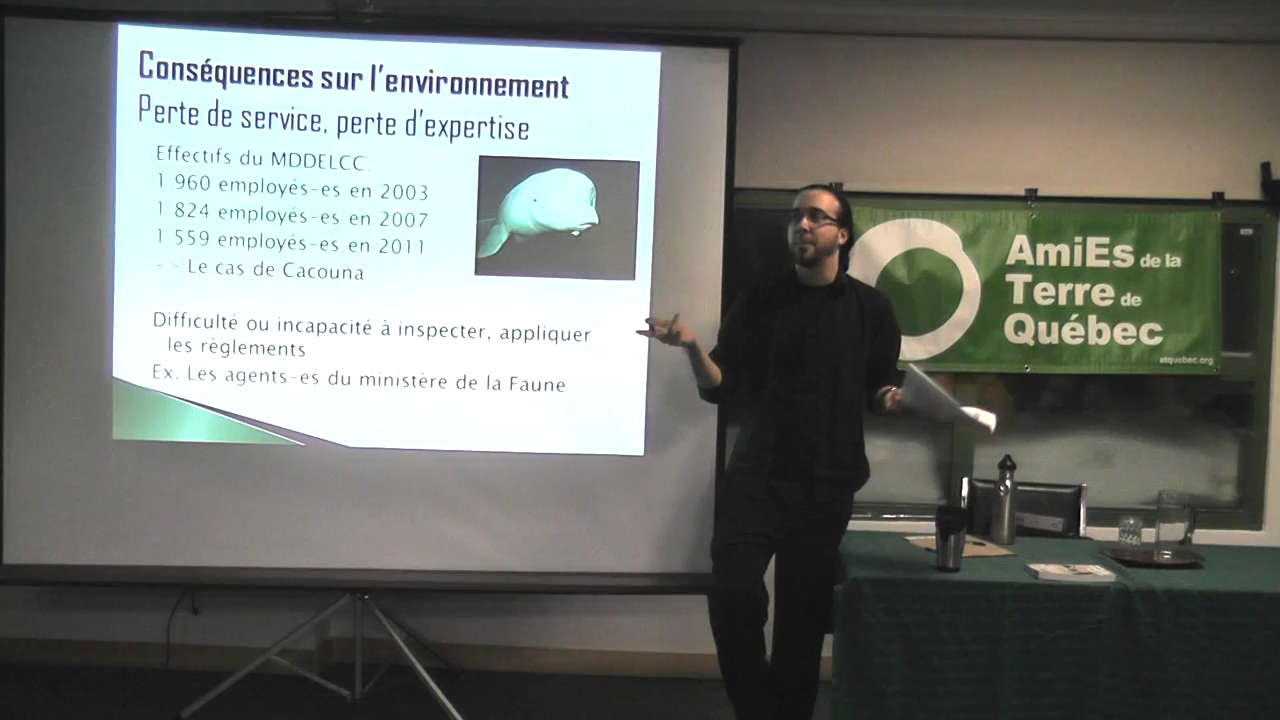 Conséquences sur l'environnement
Perte de service, perte d'expertise
Effectifs du MDDELCC:
1 960 employés-es en 2003
1 824 employés-es en 2007
1 559 employés-es en 2011
-> Le cas de Cacouna
Difficulté ou incapacité à inspecter, appliquer
les règlements
Ex. Les agents-es du ministère de la Faune
AmiEs de la
Terre de
Québec
atquebec.org